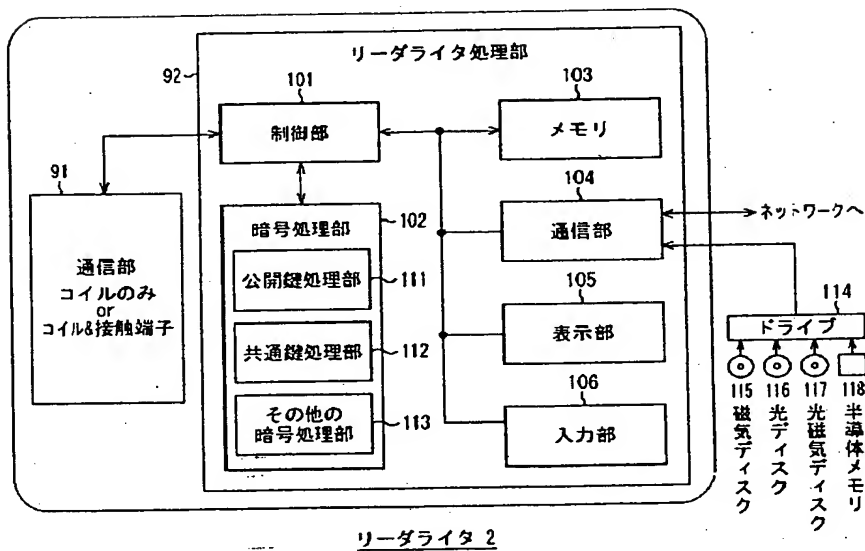 リーダライタ処理部
92
101
制御部
103
メモリ
91
通信部
コイルのみ
or
コイル&接触端子
102
暗号処理部
公開鍵処理部
111
共通鍵処理部
112
その他の
暗号処理部
113
104
通信部
ネットワークへ
105
表示部
106
入力部
114
ドライブ
115
磁気ディスク
116
光ディスク
117
光磁気ディスク
118
半導体メモリ
リーダライタ 2